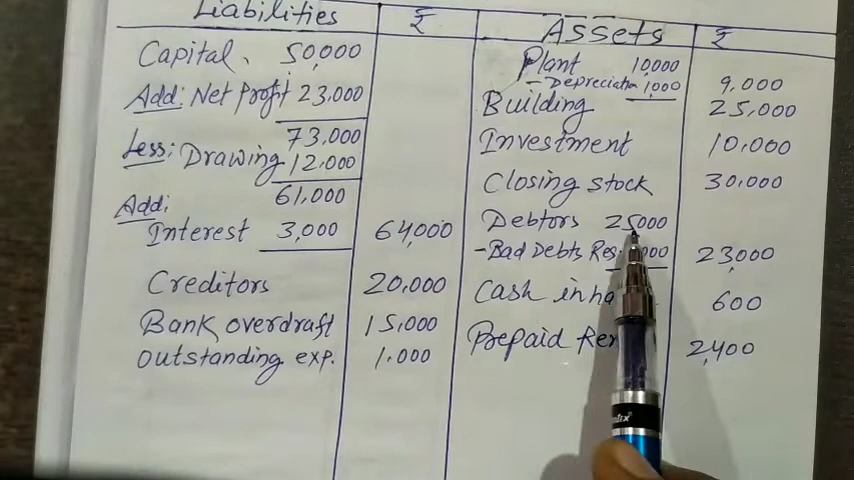 Liabilities ₹ Assets ₹
Capital 50,000
Add: Net Profit 23,000
73,000
Less: Drawing 12,000
61,000
Add:
Interest 3,000 64,000
Creditors 20,000
Bank overdraft 15,000
Outstanding exp. 1,000
Plant 10,000
- Depreciation 1,000 9,000
Building 25,000
Investment 10,000
Closing stock 30,000
Debtors 25000
- Bad Debts Res 23,000
Cash in 600
Prepaid 2,400